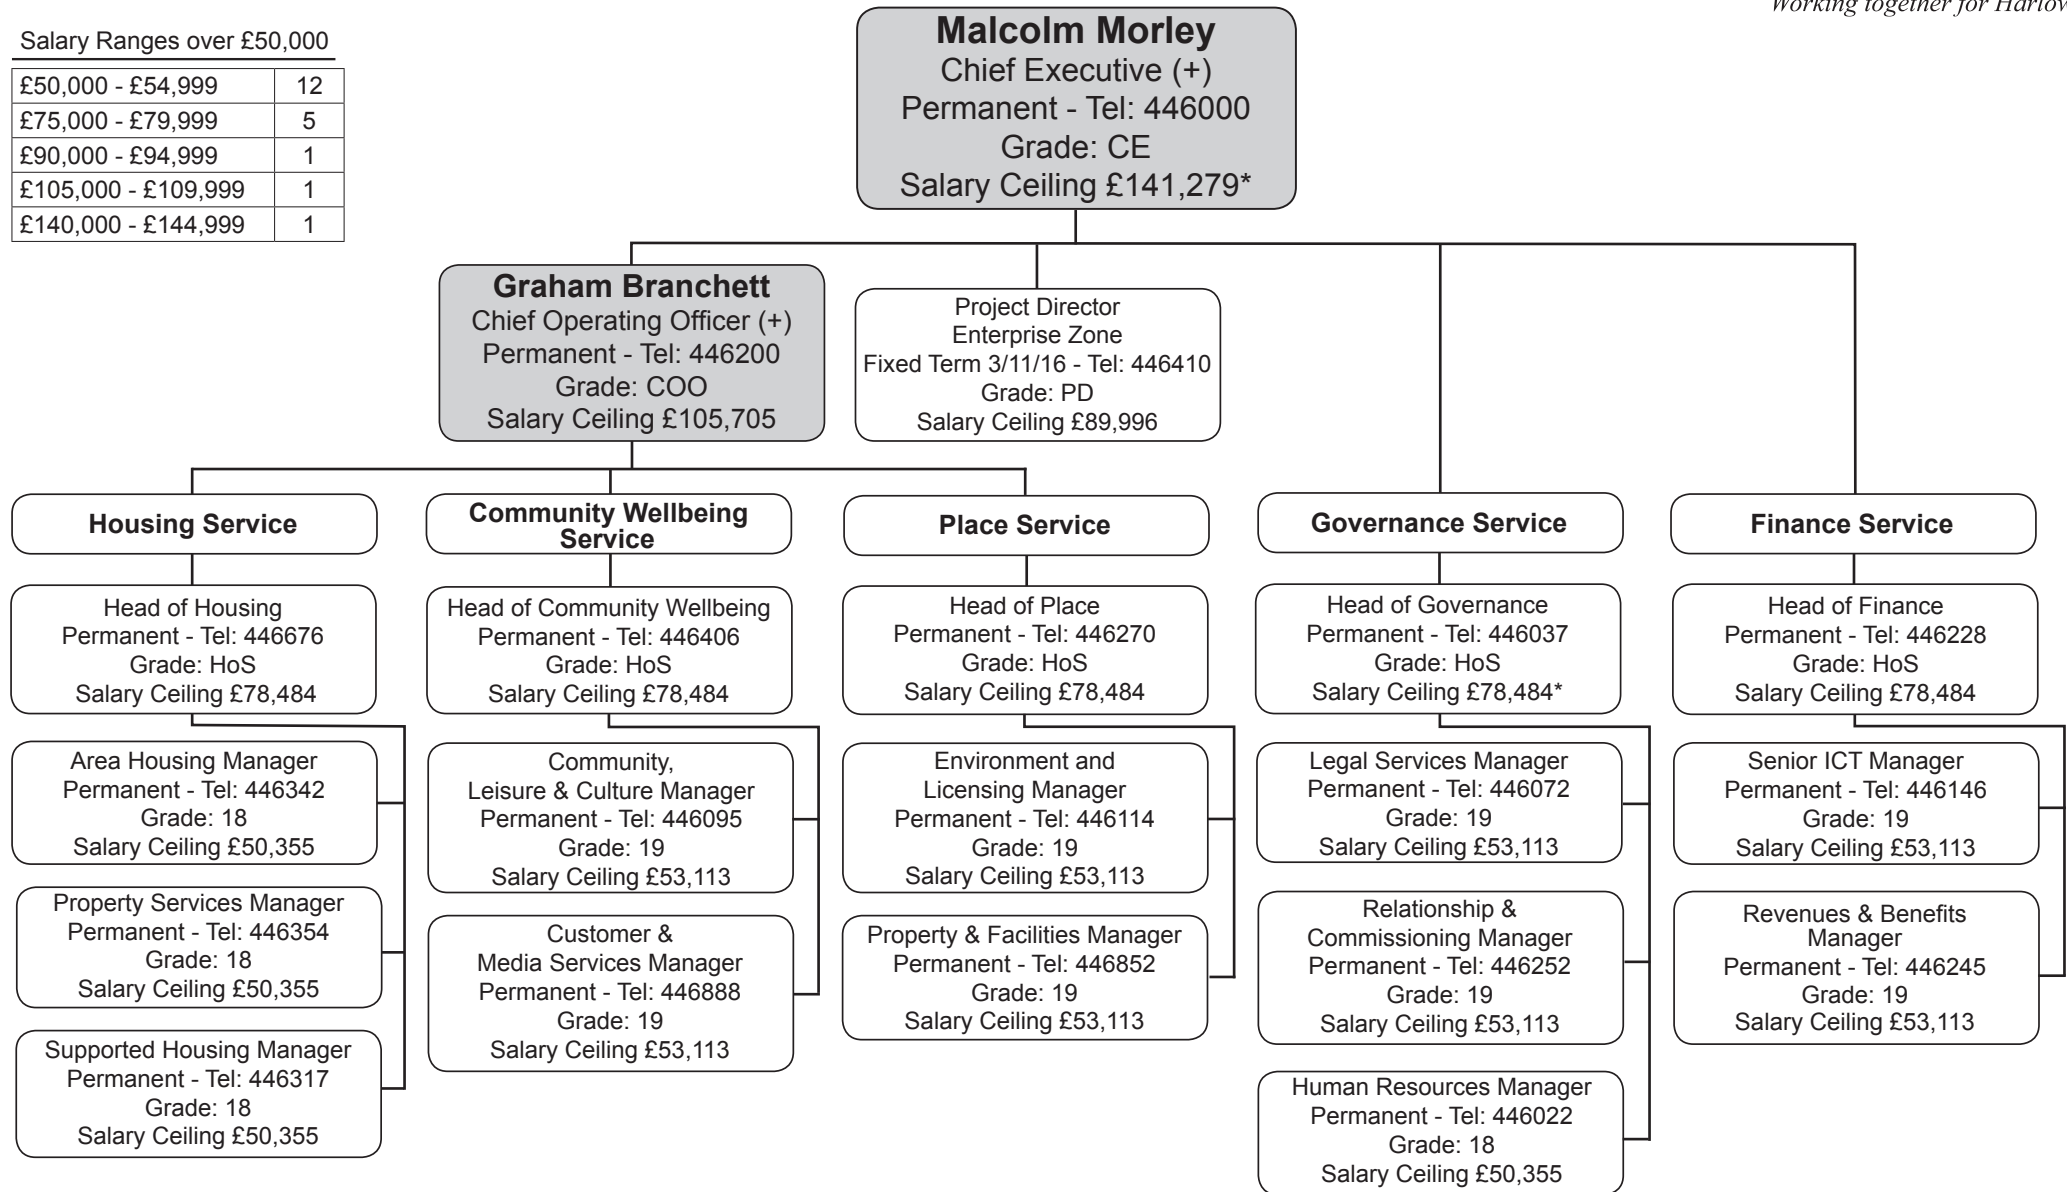 Working together for Harlow
Salary Ranges over £50,000
£50,000 - £54,999 12
£75,000 - £79,999 5
£90,000 - £94,999 1
£105,000 - £109,999 1
£140,000 - £144,999 1
Malcolm Morley
Chief Executive (+)
Permanent - Tel: 446000
Grade: CE
Salary Ceiling £141,279*
Graham Branchett
Chief Operating Officer (+)
Permanent - Tel: 446200
Grade: COO
Salary Ceiling £105,705
Project Director
Enterprise Zone
Fixed Term 3/11/16 - Tel: 446410
Grade: PD
Salary Ceiling £89,996
Housing Service
Head of Housing
Permanent - Tel: 446676
Grade: HoS
Salary Ceiling £78,484
Area Housing Manager
Permanent - Tel: 446342
Grade: 18
Salary Ceiling £50,355
Property Services Manager
Permanent - Tel: 446354
Grade: 18
Salary Ceiling £50,355
Supported Housing Manager
Permanent - Tel: 446317
Grade: 18
Salary Ceiling £50,355
Community Wellbeing
Service
Head of Community Wellbeing
Permanent - Tel: 446406
Grade: HoS
Salary Ceiling £78,484
Community,
Leisure & Culture Manager
Permanent - Tel: 446095
Grade: 19
Salary Ceiling £53,113
Customer &
Media Services Manager
Permanent - Tel: 446888
Grade: 19
Salary Ceiling £53,113
Place Service
Head of Place
Permanent - Tel: 446270
Grade: HoS
Salary Ceiling £78,484
Environment and
Licensing Manager
Permanent - Tel: 446114
Grade: 19
Salary Ceiling £53,113
Property & Facilities Manager
Permanent - Tel: 446852
Grade: 19
Salary Ceiling £53,113
Governance Service
Head of Governance
Permanent - Tel: 446037
Grade: HoS
Salary Ceiling £78,484*
Legal Services Manager
Permanent - Tel: 446072
Grade: 19
Salary Ceiling £53,113
Relationship &
Commissioning Manager
Permanent - Tel: 446252
Grade: 19
Salary Ceiling £53,113
Human Resources Manager
Permanent - Tel: 446022
Grade: 18
Salary Ceiling £50,355
Finance Service
Head of Finance
Permanent - Tel: 446228
Grade: HoS
Salary Ceiling £78,484
Senior ICT Manager
Permanent - Tel: 446146
Grade: 19
Salary Ceiling £53,113
Revenues & Benefits
Manager
Permanent - Tel: 446245
Grade: 19
Salary Ceiling £53,113